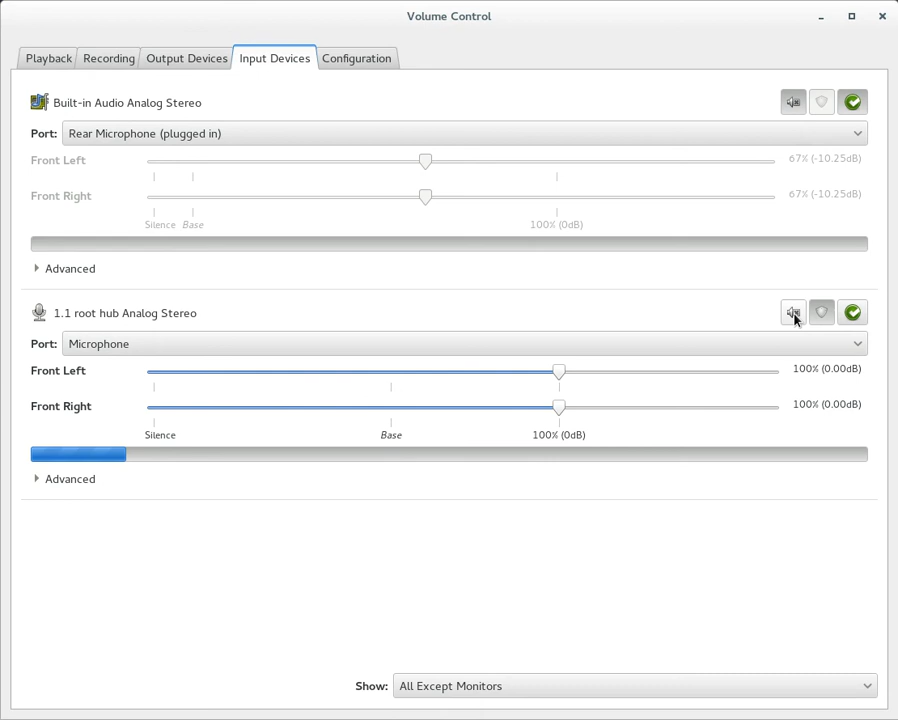 Volume Control
Playback Recording Output Devices Input Devices Configuration
Built-in Audio Analog Stereo
Port: Rear Microphone (plugged in)
Front Left 67% (-10.25dB)
Front Right 67% (-10.25dB)
Silence Base 100% (0dB)
Advanced
1.1 root hub Analog Stereo
Port: Microphone
Front Left 100% (0.00dB)
Front Right 100% (0.00dB)
Silence Base 100% (0dB)
Advanced
Show: All Except Monitors